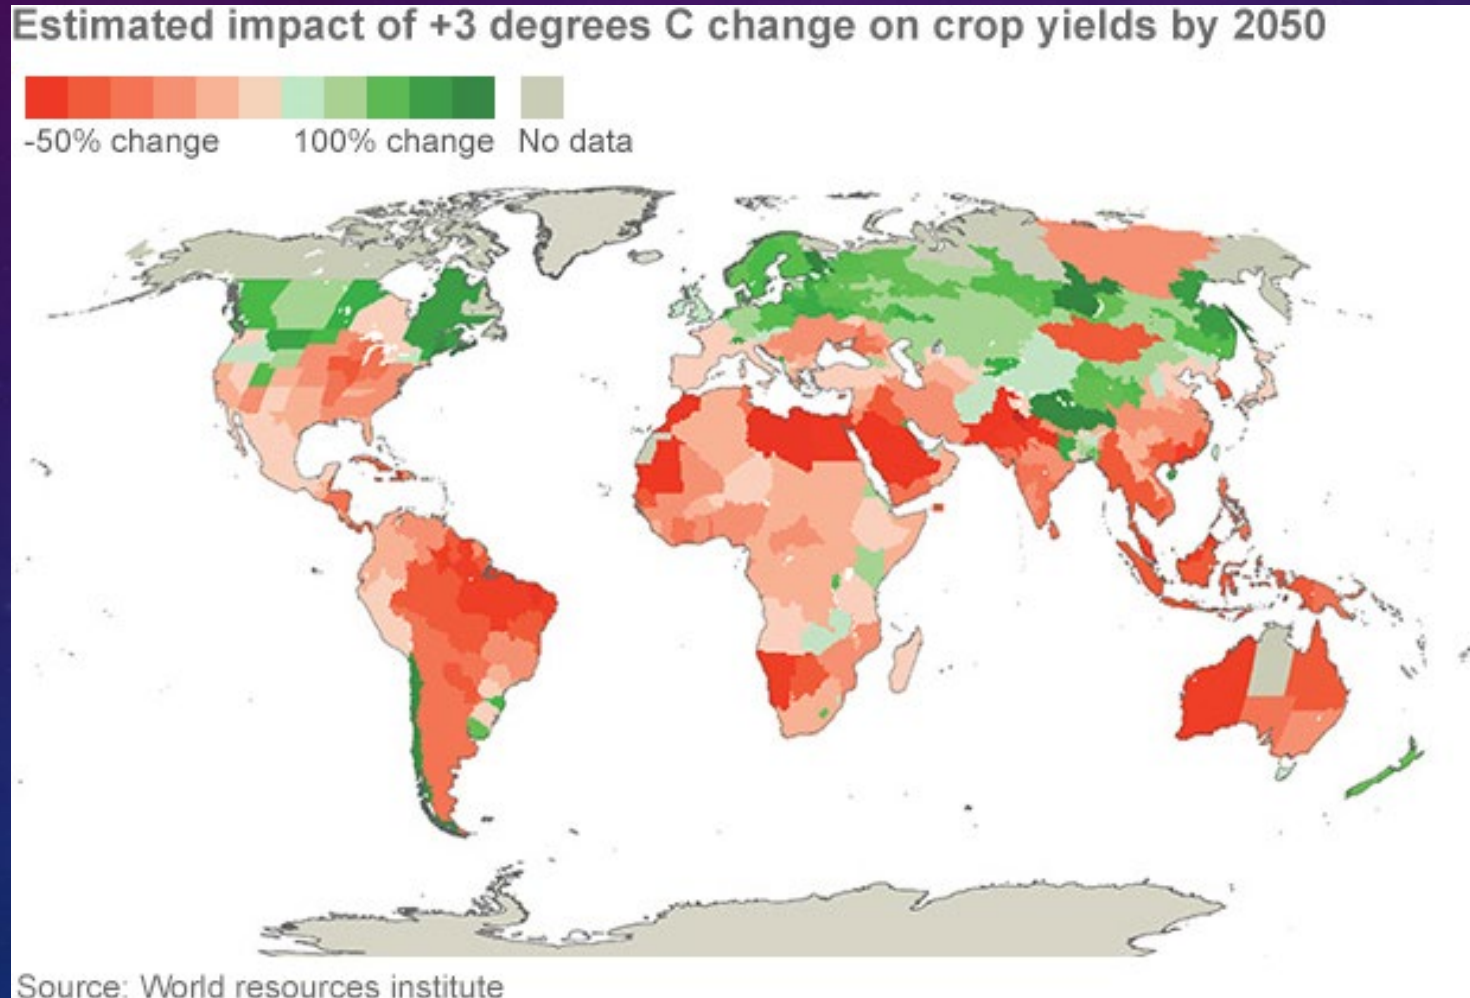 Estimated impact of +3 degrees C change on crop yields by 2050
-50% change 100% change No data
Source: World resources institute